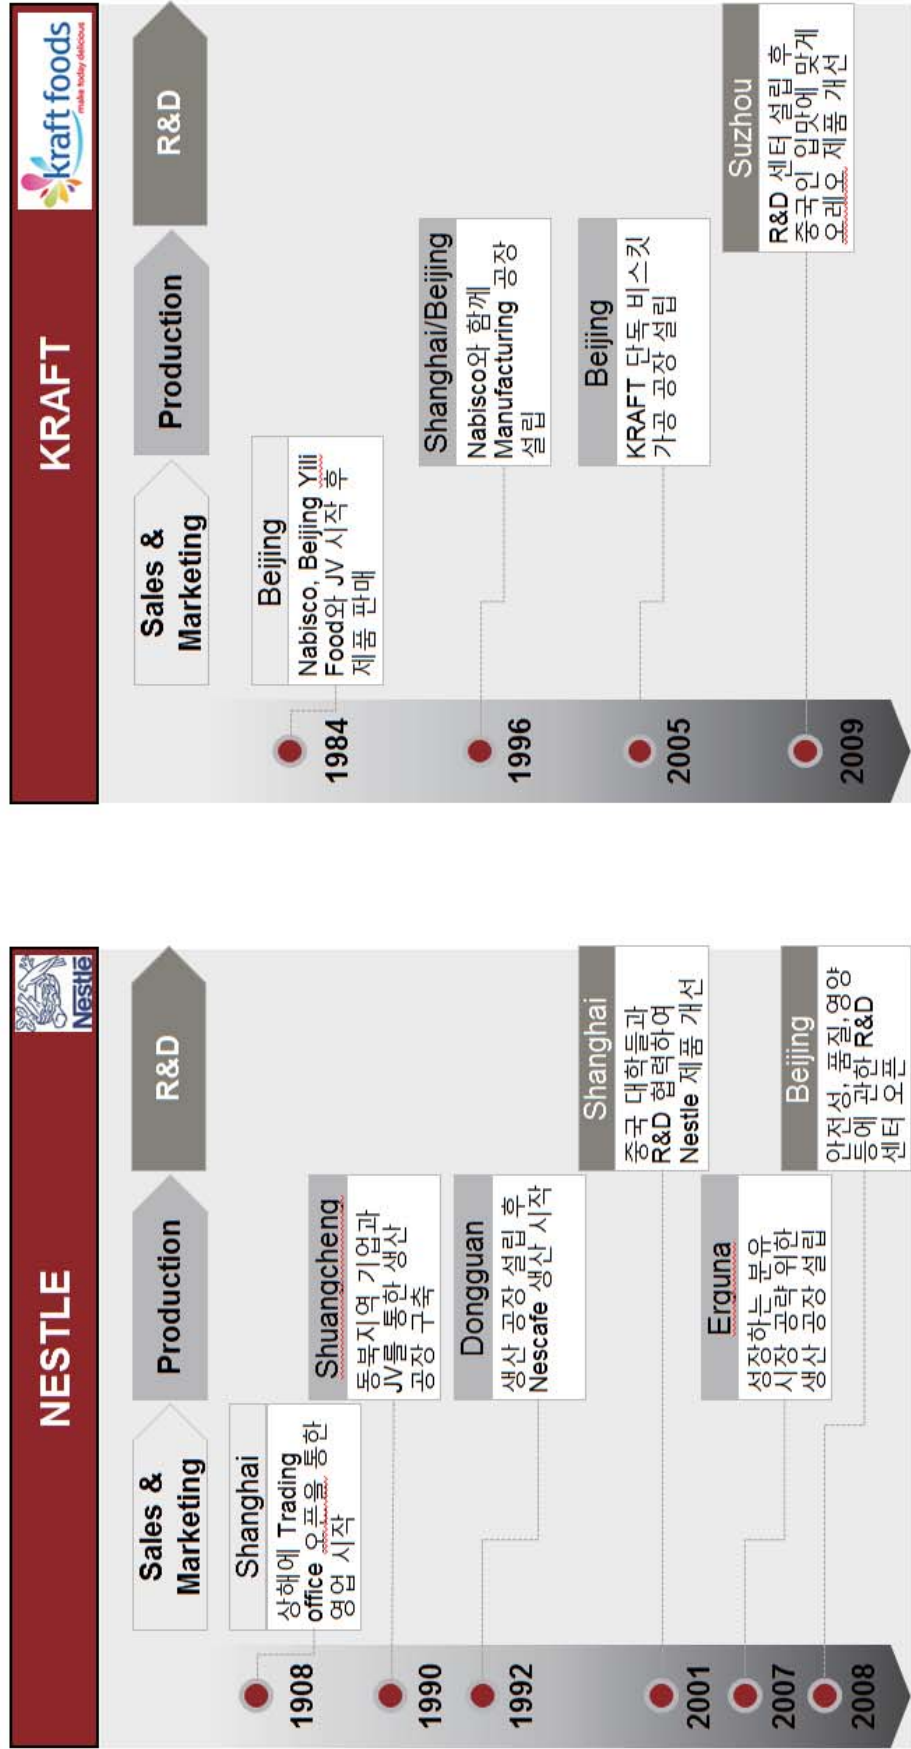 NESTLE
Nestlé
Sales &
Marketing
Production
R&D
1908
Shanghai
상해에 Trading
office 오픈을 통한
영업 시작
1990
Shuangcheng
동북지역 기업과
JV를 통한 생산
공장 구축
1992
Dongguan
생산 공장 설립 후
Nescafe 생산 시작
2001
Shanghai
중국 대학들과
R&D 협력하여
Nestle 제품 개선
2007
Erguna
성장하는 분유
시장 공략 위한
생산 공장 설립
2008
Beijing
안전성, 품질, 영양
등에 관한 R&D
센터 오픈
KRAFT
kraft foods
make today delicious
Sales &
Marketing
Production
R&D
1984
Beijing
Nabisco, Beijing Yili
Food와 JV 시작 후
제품 판매
1996
Shanghai/Beijing
Nabisco와 함께
Manufacturing 공장
설립
2005
Beijing
KRAFT 단독 비스킷
가공 공장 설립
2009
Suzhou
R&D 센터 설립 후
중국인 입맛에 맞게
오레오 제품 개선